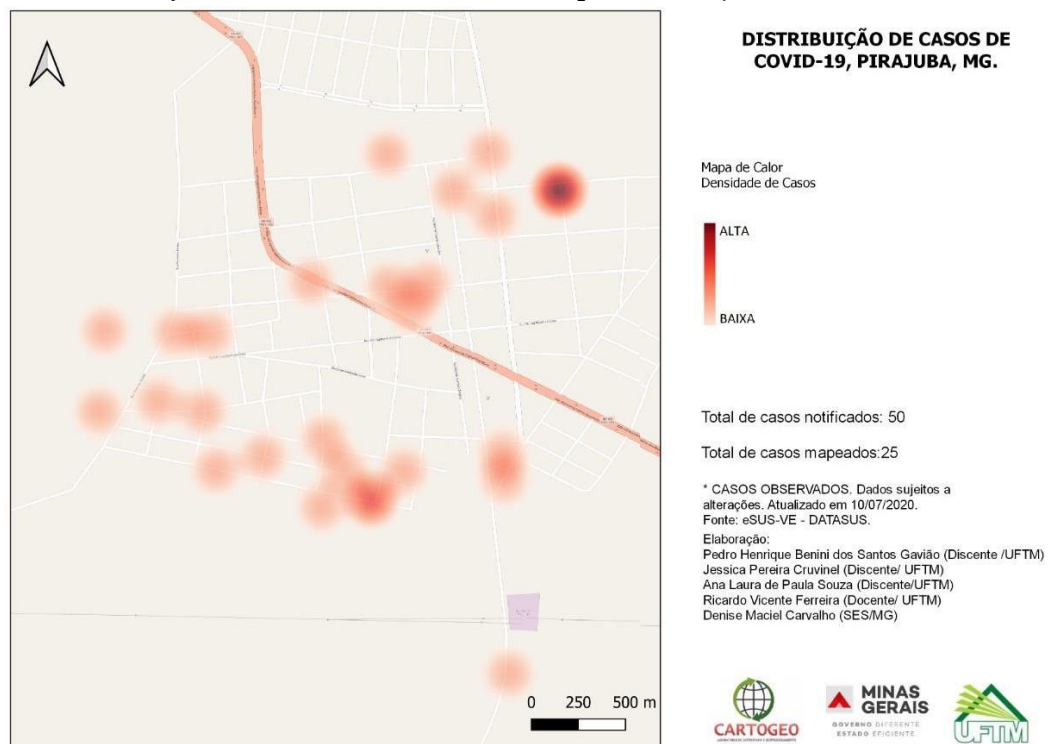 DISTRIBUIÇÃO DE CASOS DE
COVID-19, PIRAJUBA, MG.
Mapa de Calor
Densidade de Casos
ALTA
BAIXA
Total de casos notificados: 50
Total de casos mapeados:25
* CASOS OBSERVADOS. Dados sujeitos a
alterações. Atualizado em 10/07/2020.
Fonte: eSUS-VE - DATASUS.
Elaboração:
Pedro Henrique Benini dos Santos Gavião (Discente /UFTM)
Jessica Pereira Cruvinel (Discente/ UFTM)
Ana Laura de Paula Souza (Discente/UFTM)
Ricardo Vicente Ferreira (Docente/ UFTM)
Denise Maciel Carvalho (SES/MG)
0 250 500 m
CARTOGEO
MINAS
GERAIS
GOVERNO DIFERENTE
ESTADO EFICIENTE
UFTM